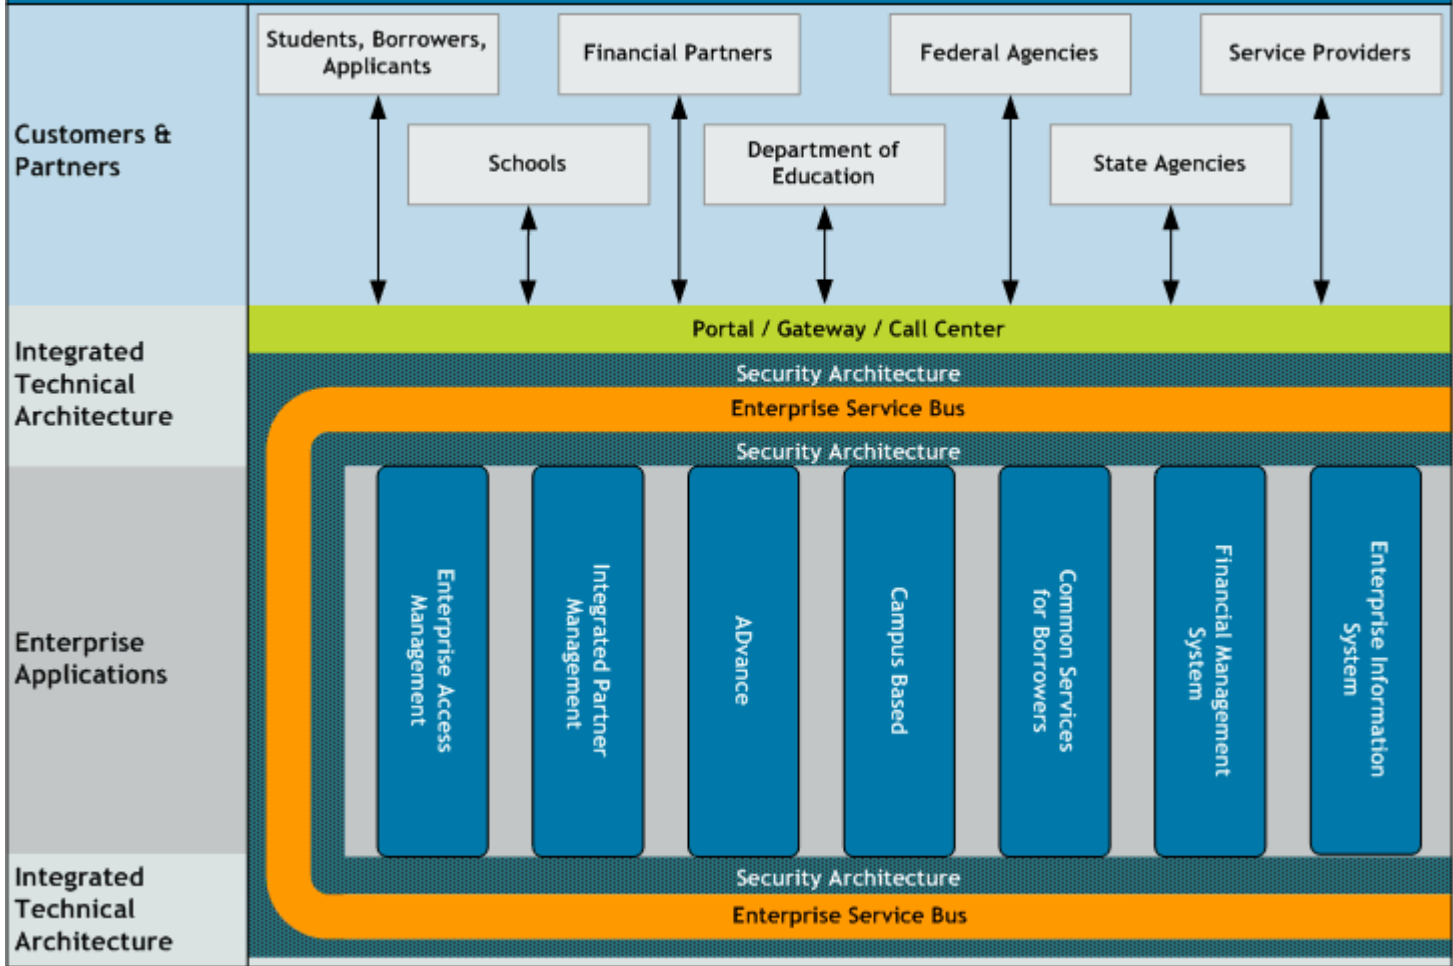 Students, Borrowers,
Applicants
Financial Partners
Federal Agencies
Service Providers
Customers &
Partners
Schools
Department of
Education
State Agencies
Integrated
Technical
Architecture
Portal / Gateway / Call Center
Security Architecture
Enterprise Service Bus
Security Architecture
Enterprise
Applications
Enterprise Access
Management
Integrated Partner
Management
ADvance
Campus Based
Common Services
for Borrowers
Financial Management
System
Enterprise Information
System
Integrated
Technical
Architecture
Security Architecture
Enterprise Service Bus